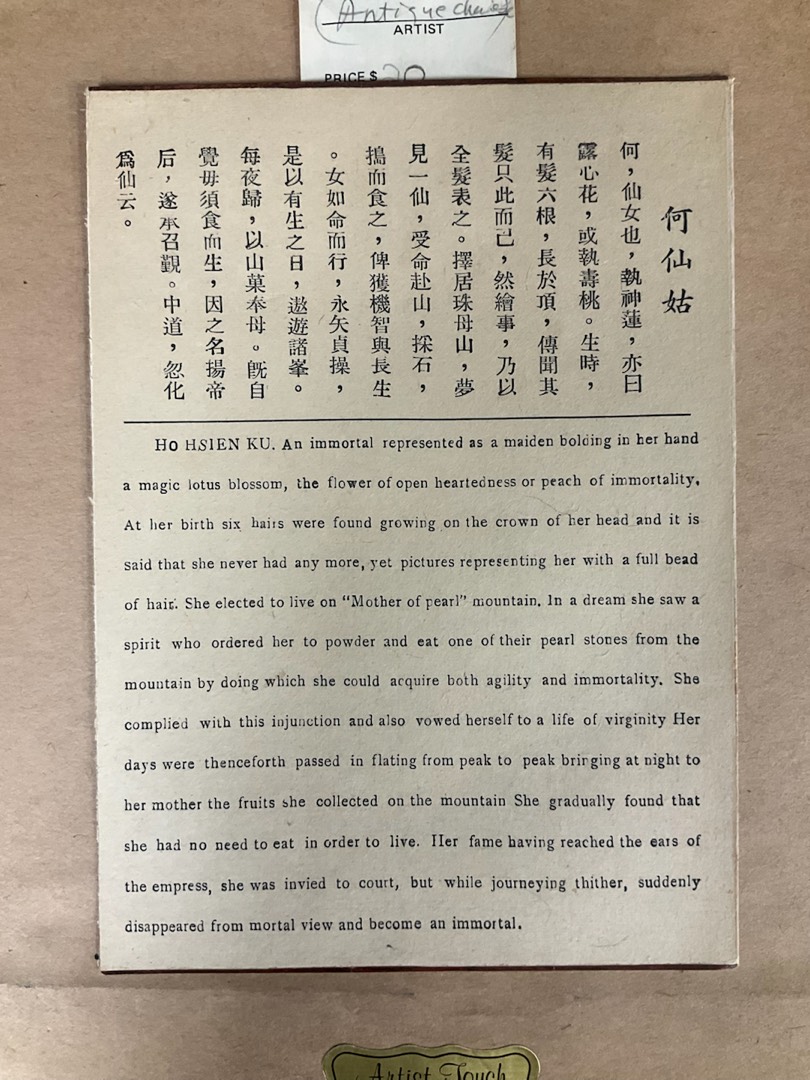 (Antique
ARTIST
PRICE $ 20
何仙姑
何，仙女也，執神蓮，亦曰
露心花，或執壽桃。生時，
有髮六根，長於頂，傳聞其
髮只此而己，然繪事，乃以
全髮表之。擇居珠母山，夢
見一仙，受命赴山，採石，
搗而食之，俾獲機智與長生
。女如命而行，永矢貞操，
是以有生之日，遨遊諸峯。
每夜歸，以山菓奉母。旣自
覺毋須食而生，因之名揚帝
后，遂承召覲。中道，忽化
爲仙云。
HO HSIEN KU. An immortal represented as a maiden bolding in her hand
a magic lotus blossom, the flower of open heartedness or peach of immortality.
At her birth six hairs were found growing on the crown of her head and it is
said that she never had any more, yet pictures representing her with a full bead
of hair. She elected to live on "Mother of pearl" mountain. In a dream she saw a
spirit who ordered her to powder and eat one of their pearl stones from the
mountain by doing which she could acquire both agility and immortality. She
complied with this injunction and also vowed herself to a life of virginity Her
days were thenceforth passed in flating from peak to peak bringing at night to
her mother the fruits she collected on the mountain She gradually found that
she had no need to eat in order to live. Her fame having reached the ears of
the empress, she was invied to court, but while journeying thither, suddenly
disappeared from mortal view and become an immortal.
Artist Touch